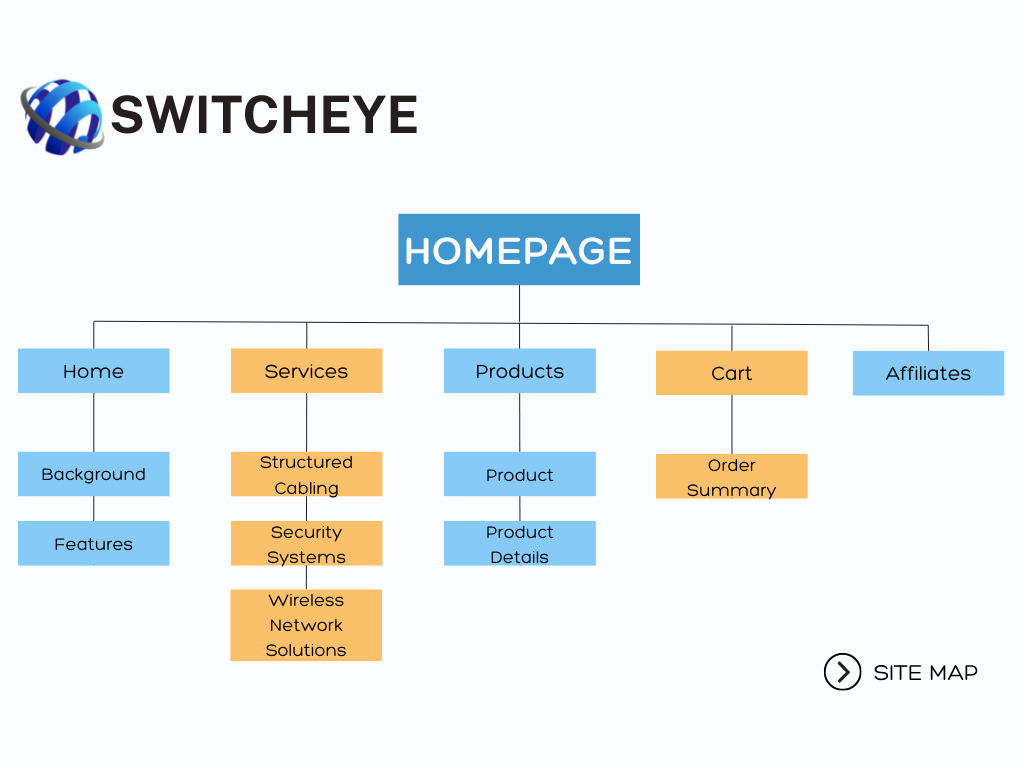 SWITCHEYE
HOMEPAGE
Home
Services
Products
Cart
Affiliates
Background
Structured
Cabling
Product
Order
Summary
Features
Security
Systems
Product
Details
Wireless
Network
Solutions
SITE MAP